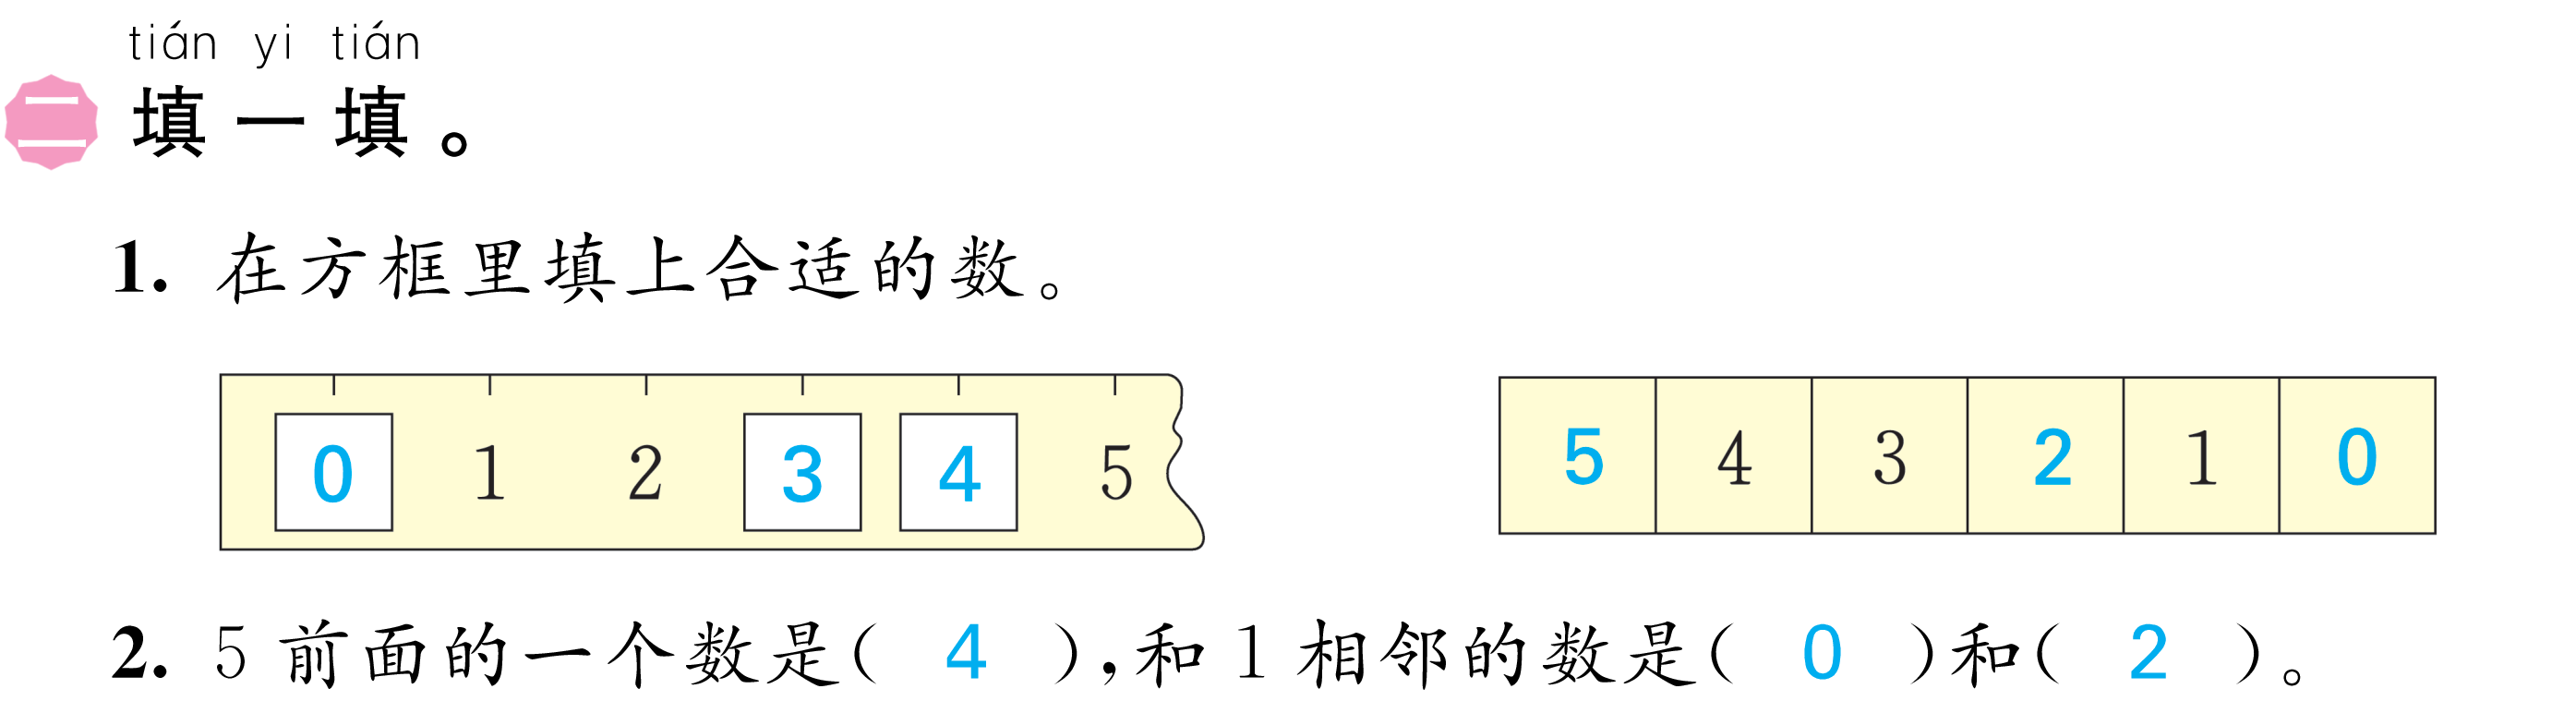 tián yi tián
二 填一填。
1. 在方框里填上合适的数。
0 1 2 3 4 5
5 4 3 2 1 0
2. 5前面的一个数是( 4 ),和1相邻的数是( 0 )和( 2 )。